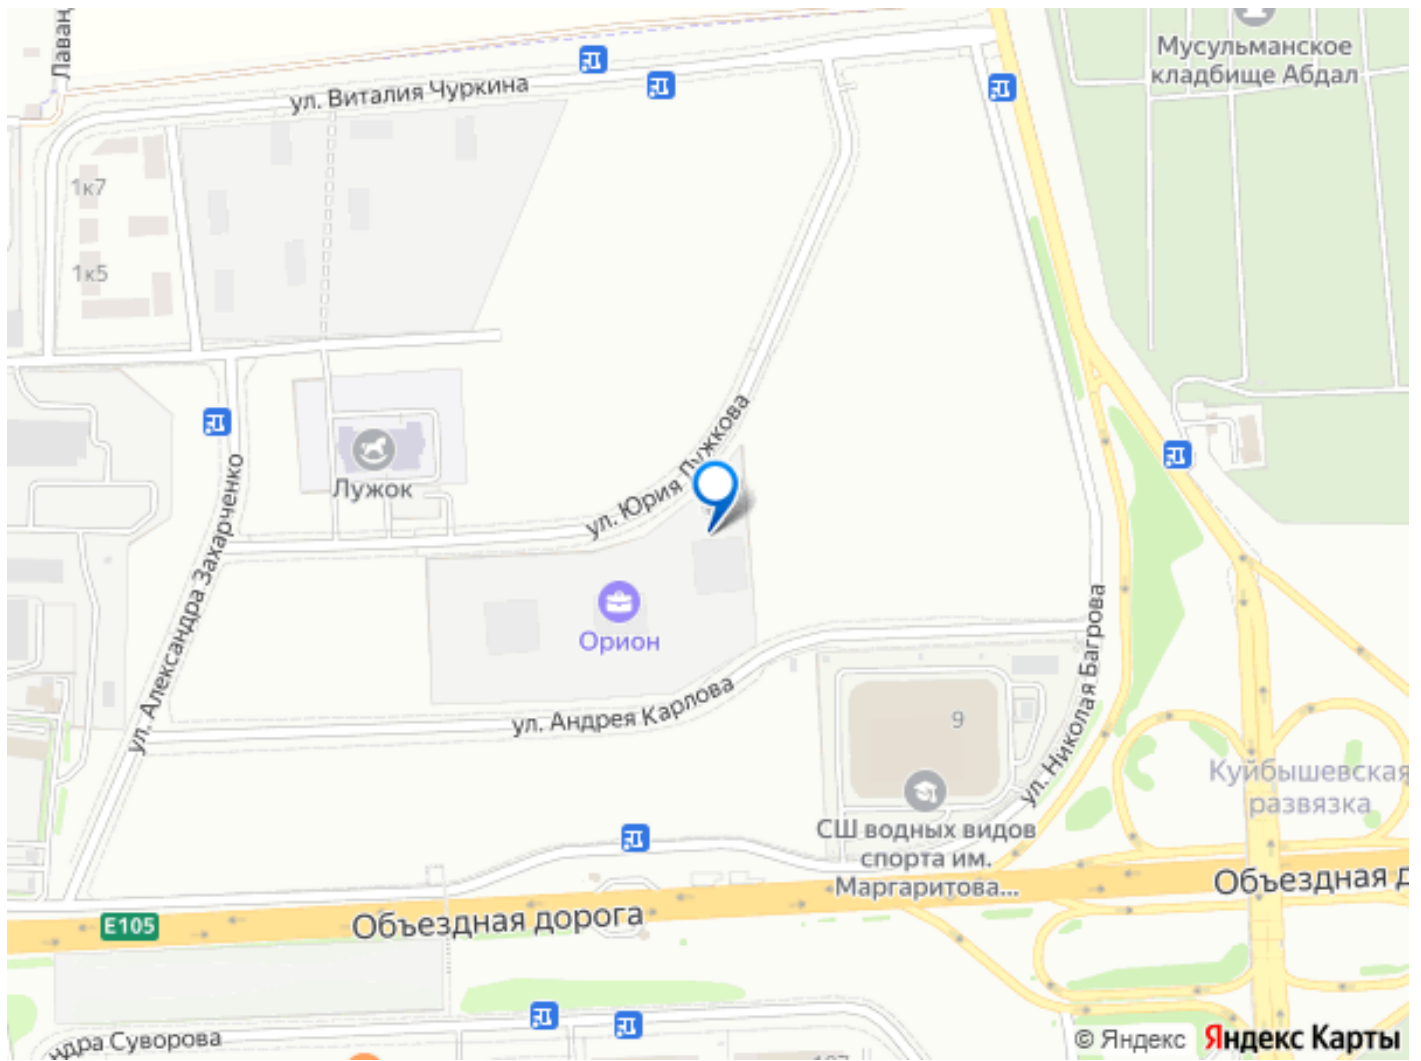 Мусульманское
кладбище Абдал
ул. Виталия Чуркина
1к7
1к5
Лужок
ул. Юрия Лужкова
ул. Александра Захарченко
Орион
ул. Андрея Карлова
ул. Николая Багрова
9
СШ водных видов
спорта им.
Маргаритова...
Куйбышевская
развязка
Объездная д
E105
Объездная дорога
ндра Суворова
© Яндекс Яндекс Карты